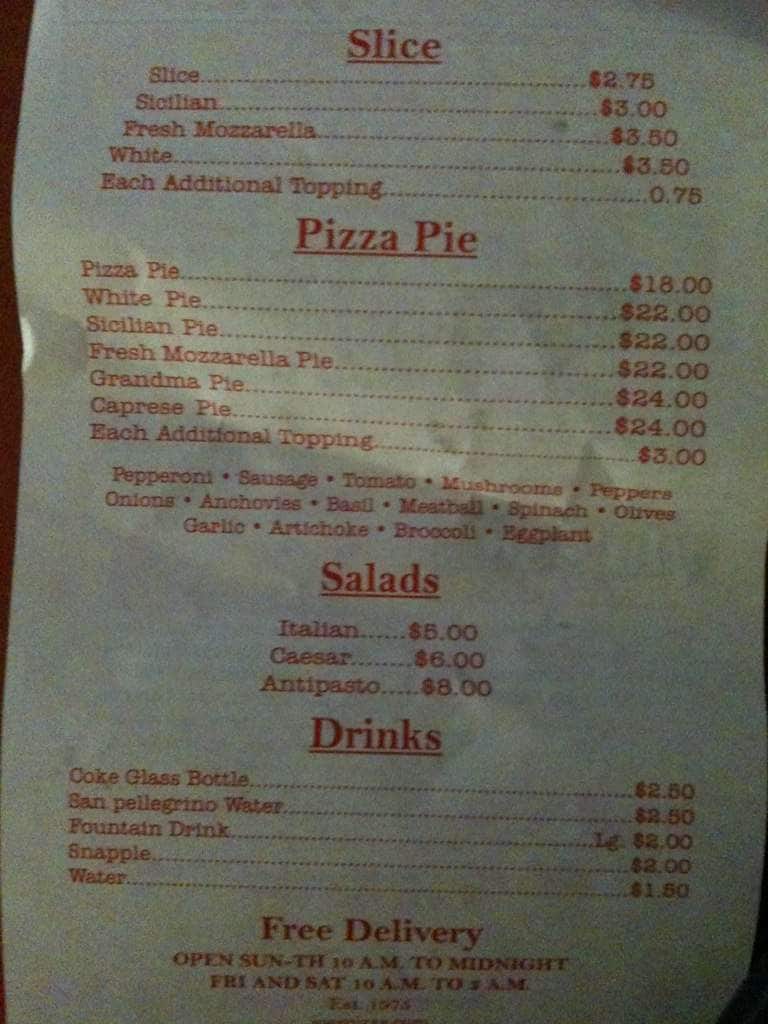 Slice
Slice......$2.75
Sicilian......$3.00
Fresh Mozzarella......$3.50
White......$3.50
Each Additional Topping......0.75
Pizza Pie
Pizza Pie......$18.00
White Pie......$22.00
Sicilian Pie......$22.00
Fresh Mozzarella Pie......$22.00
Grandma Pie......$24.00
Caprese Pie......$24.00
Each Additional Topping......$3.00
Pepperoni • Sausage • Tomato • Mushrooms • Peppers
Onions • Anchovies • Basil • Meatball • Spinach • Olives
Garlic • Artichoke • Broccoli • Eggplant
Salads
Italian......$5.00
Caesar........$6.00
Antipasto.....$8.00
Drinks
Coke Glass Bottle......$2.50
San pellegrino Water......$2.50
Fountain Drink......Lg. $2.00
Snapple......$2.00
Water......$1.50
Free Delivery
OPEN SUN-TH 10 A.M. TO MIDNIGHT
FRI AND SAT 10 A.M. TO 2 A.M.
Est. 1975